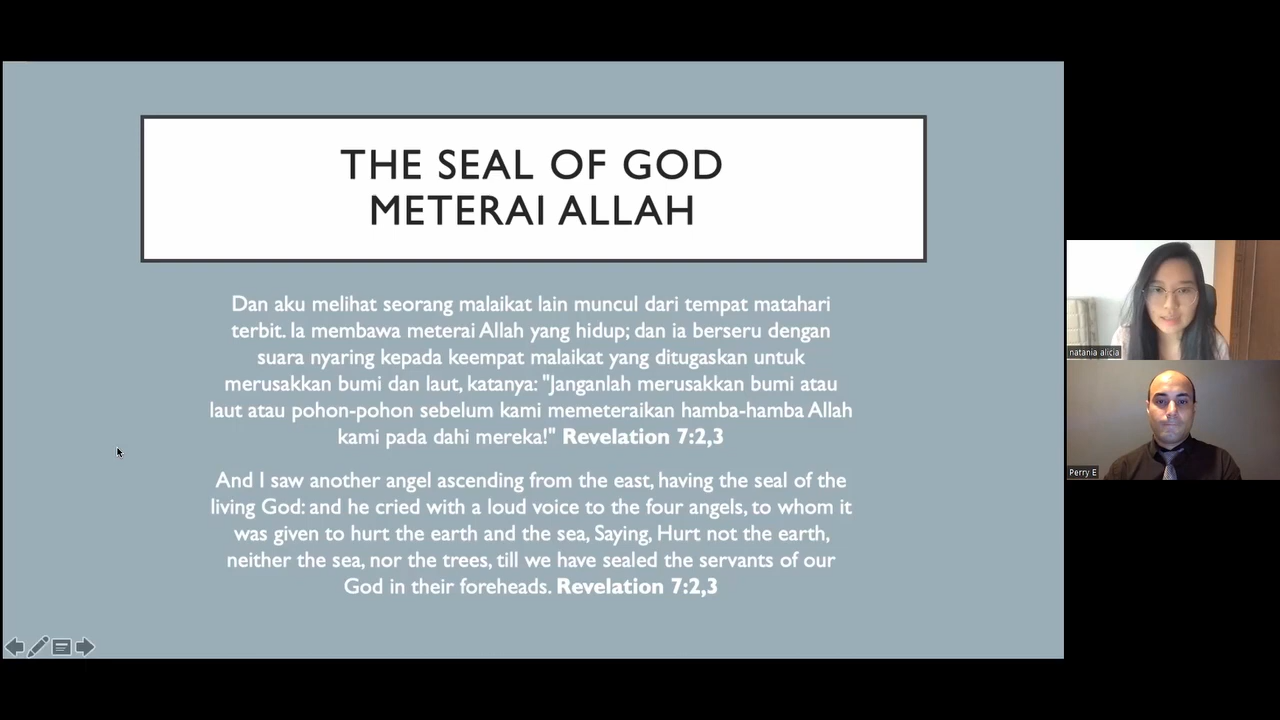 THE SEAL OF GOD
METERAI ALLAH
Dan aku melihat seorang malaikat lain muncul dari tempat matahari
terbit. Ia membawa meterai Allah yang hidup; dan ia berseru dengan
suara nyaring kepada keempat malaikat yang ditugaskan untuk
merusakkan bumi dan laut, katanya: "Janganlah merusakkan bumi atau
laut atau pohon-pohon sebelum kami memeteraikan hamba-hamba Allah
kami pada dahi mereka!" Revelation 7:2,3
And I saw another angel ascending from the east, having the seal of the
living God: and he cried with a loud voice to the four angels, to whom it
was given to hurt the earth and the sea, Saying, Hurt not the earth,
neither the sea, nor the trees, till we have sealed the servants of our
God in their foreheads. Revelation 7:2,3
natania alicia
Perry E